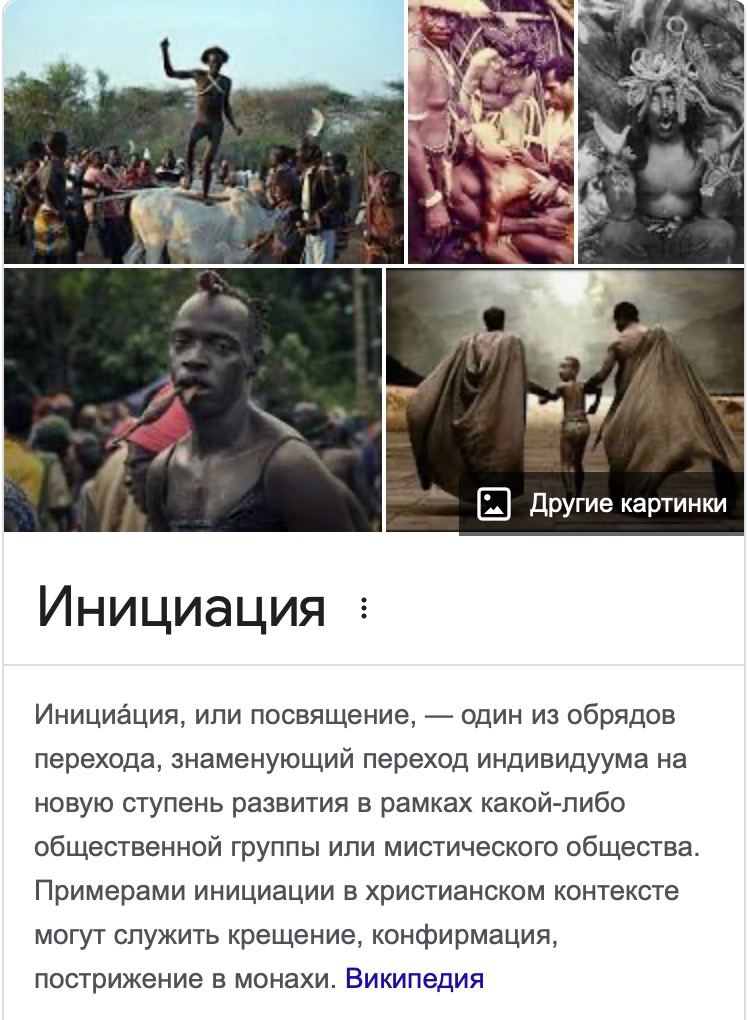 Другие картинки
Инициация
Инициа́ция, или посвящение, — один из обрядов
перехода, знаменующий переход индивидуума на
новую ступень развития в рамках какой-либо
общественной группы или мистического общества.
Примерами инициации в христианском контексте
могут служить крещение, конфирмация,
пострижение в монахи. Википедия